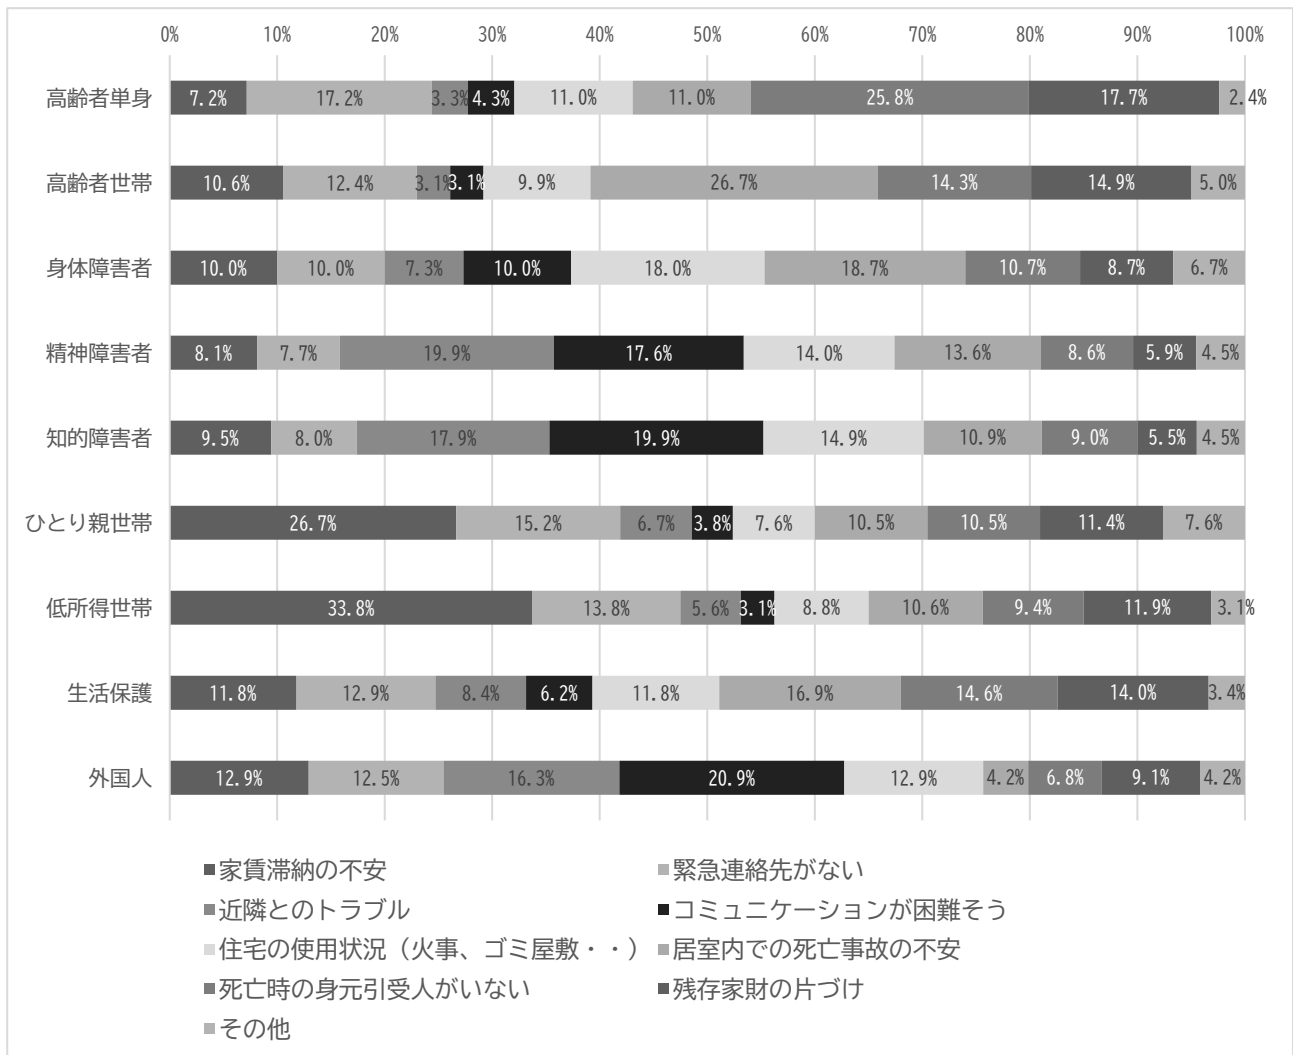 0% 10% 20% 30% 40% 50% 60% 70% 80% 90% 100%
高齢者単身 7.2% 17.2% 3.3% 4.3% 11.0% 11.0% 25.8% 17.7% 2.4%
高齢者世帯 10.6% 12.4% 3.1% 3.1% 9.9% 26.7% 14.3% 14.9% 5.0%
身体障害者 10.0% 10.0% 7.3% 10.0% 18.0% 18.7% 10.7% 8.7% 6.7%
精神障害者 8.1% 7.7% 19.9% 17.6% 14.0% 13.6% 8.6% 5.9% 4.5%
知的障害者 9.5% 8.0% 17.9% 19.9% 14.9% 10.9% 9.0% 5.5% 4.5%
ひとり親世帯 26.7% 15.2% 6.7% 3.8% 7.6% 10.5% 10.5% 11.4% 7.6%
低所得世帯 33.8% 13.8% 5.6% 3.1% 8.8% 10.6% 9.4% 11.9% 3.1%
生活保護 11.8% 12.9% 8.4% 6.2% 11.8% 16.9% 14.6% 14.0% 3.4%
外国人 12.9% 12.5% 16.3% 20.9% 12.9% 4.2% 6.8% 9.1% 4.2%
家賃滞納の不安 緊急連絡先がない
近隣とのトラブル コミュニケーションが困難そう
住宅の使用状況（火事、ゴミ屋敷・・） 居室内での死亡事故の不安
死亡時の身元引受人がいない 残存家財の片づけ
その他